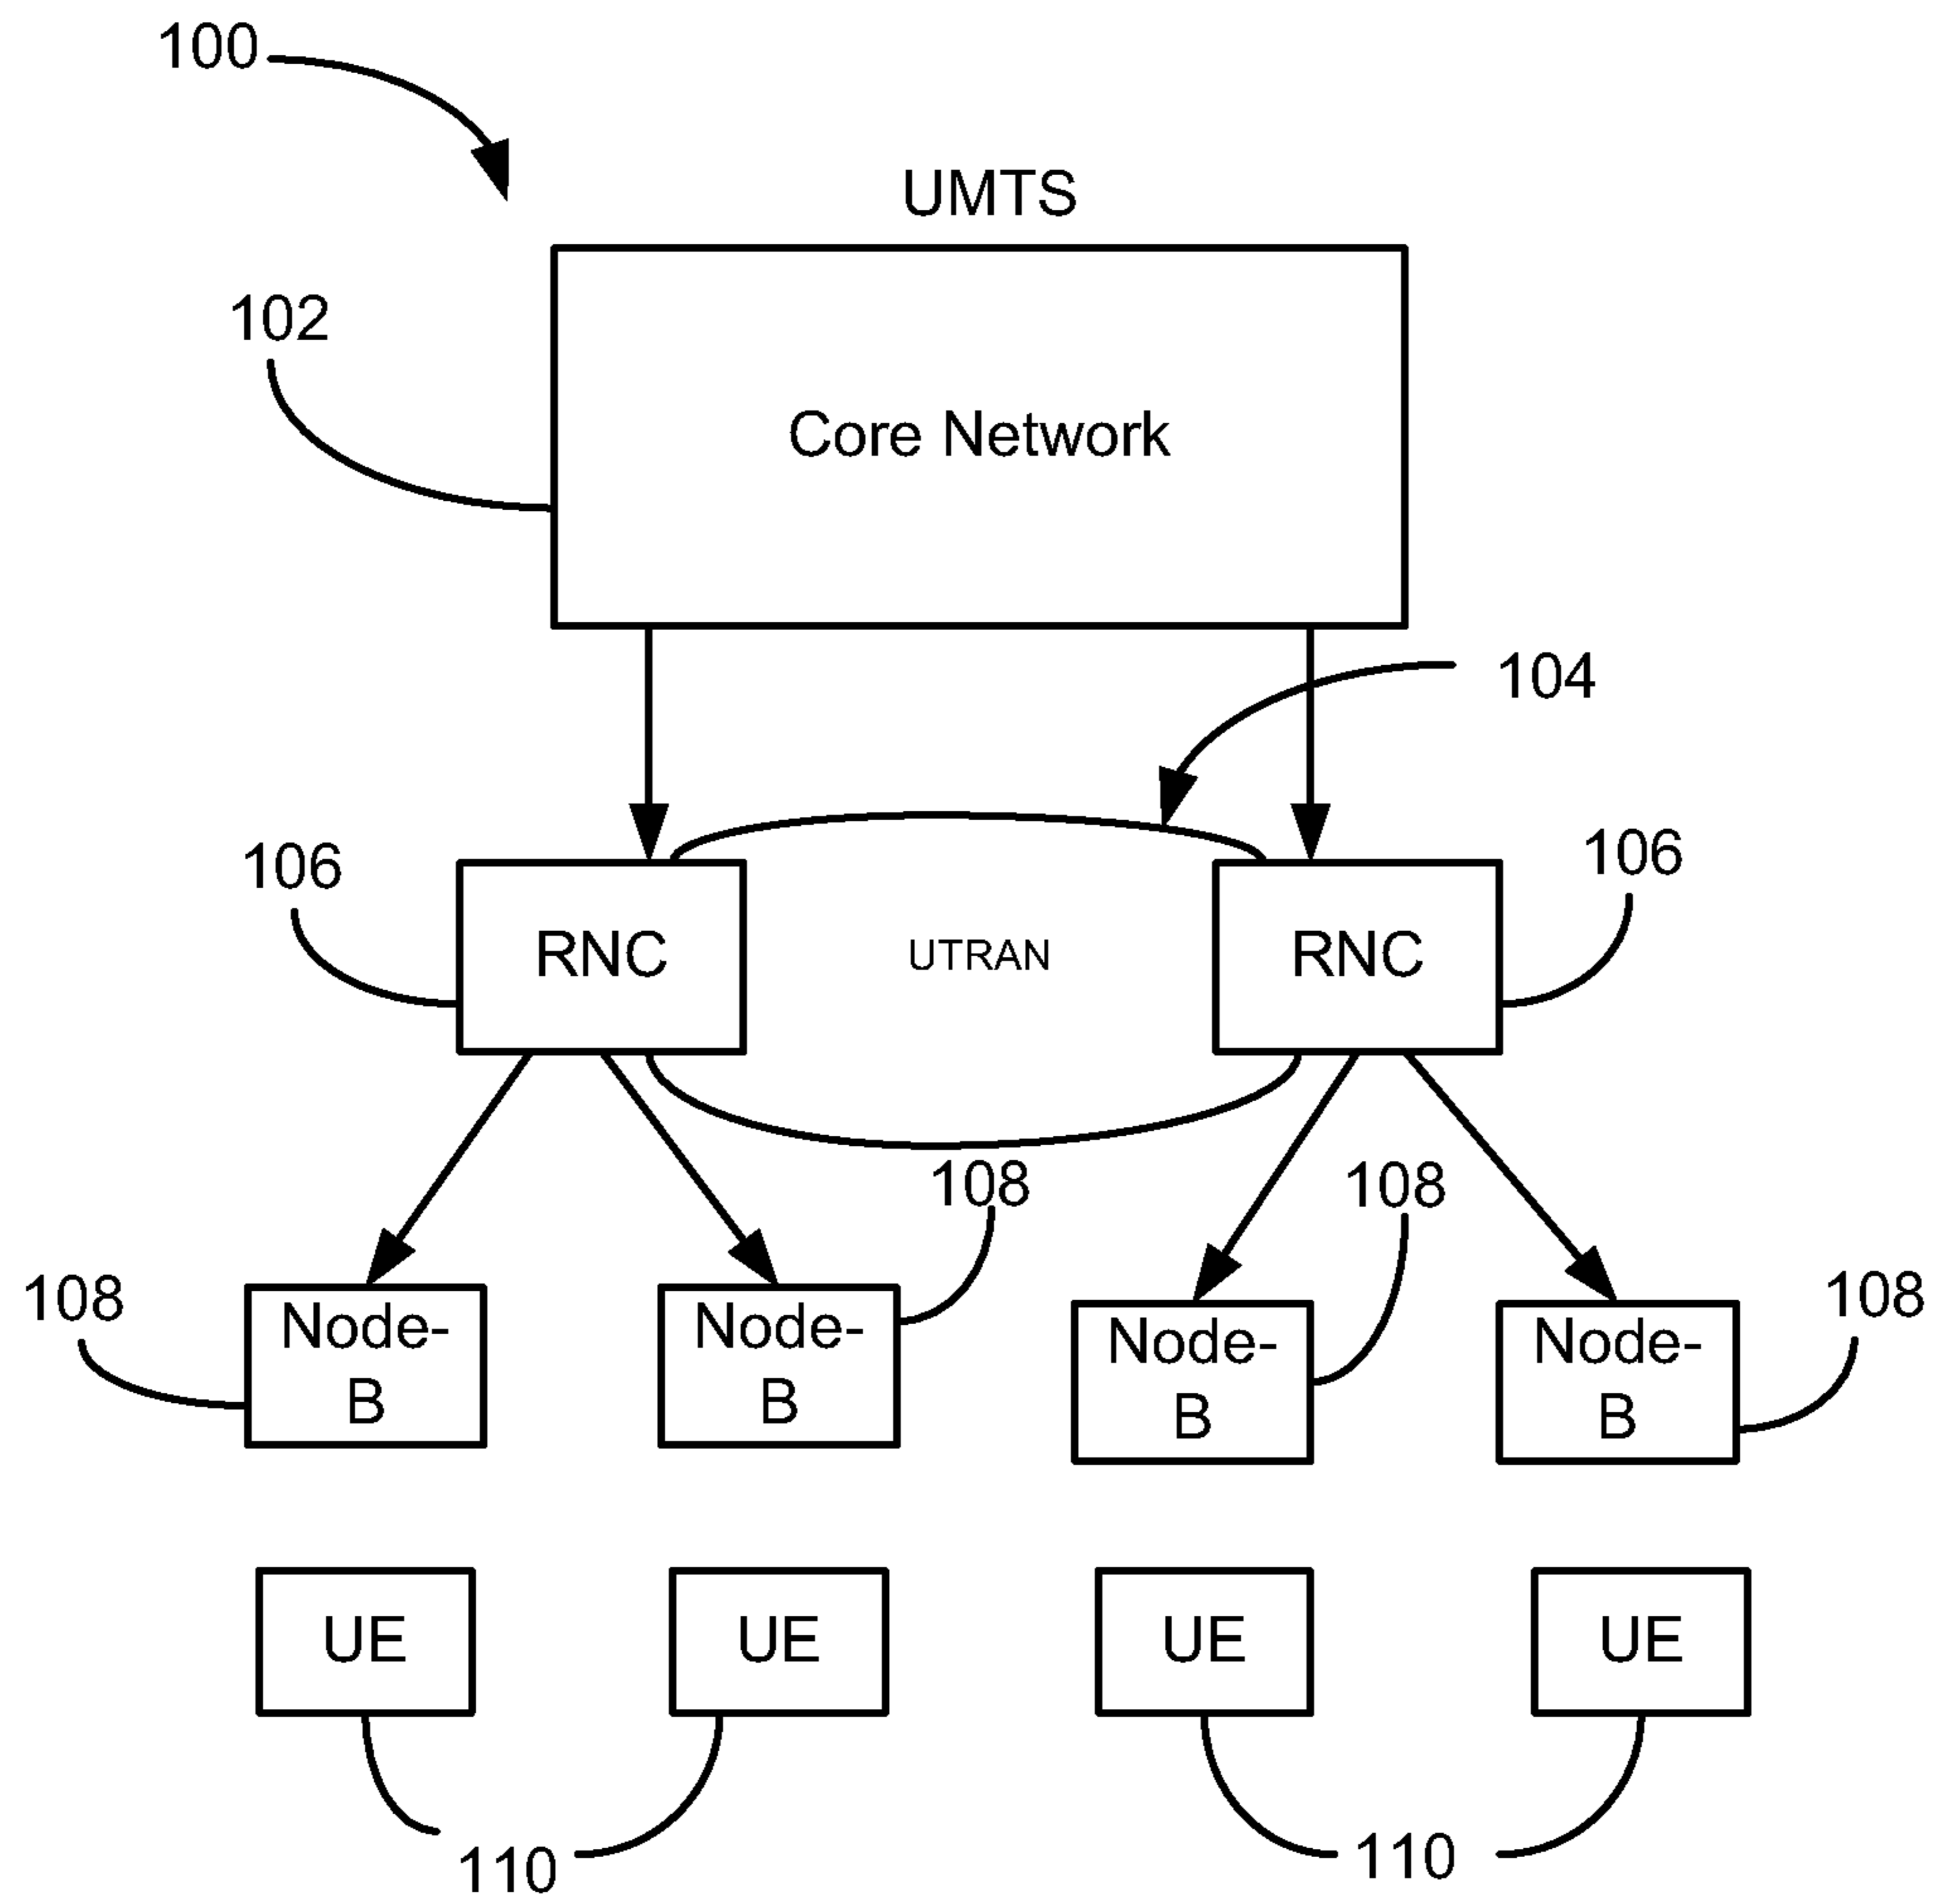 100
UMTS
102
Core Network
104
106
106
RNC
UTRAN
RNC
108
108
108
108
Node-
B
Node-
B
Node-
B
Node-
B
UE
UE
UE
UE
110
110